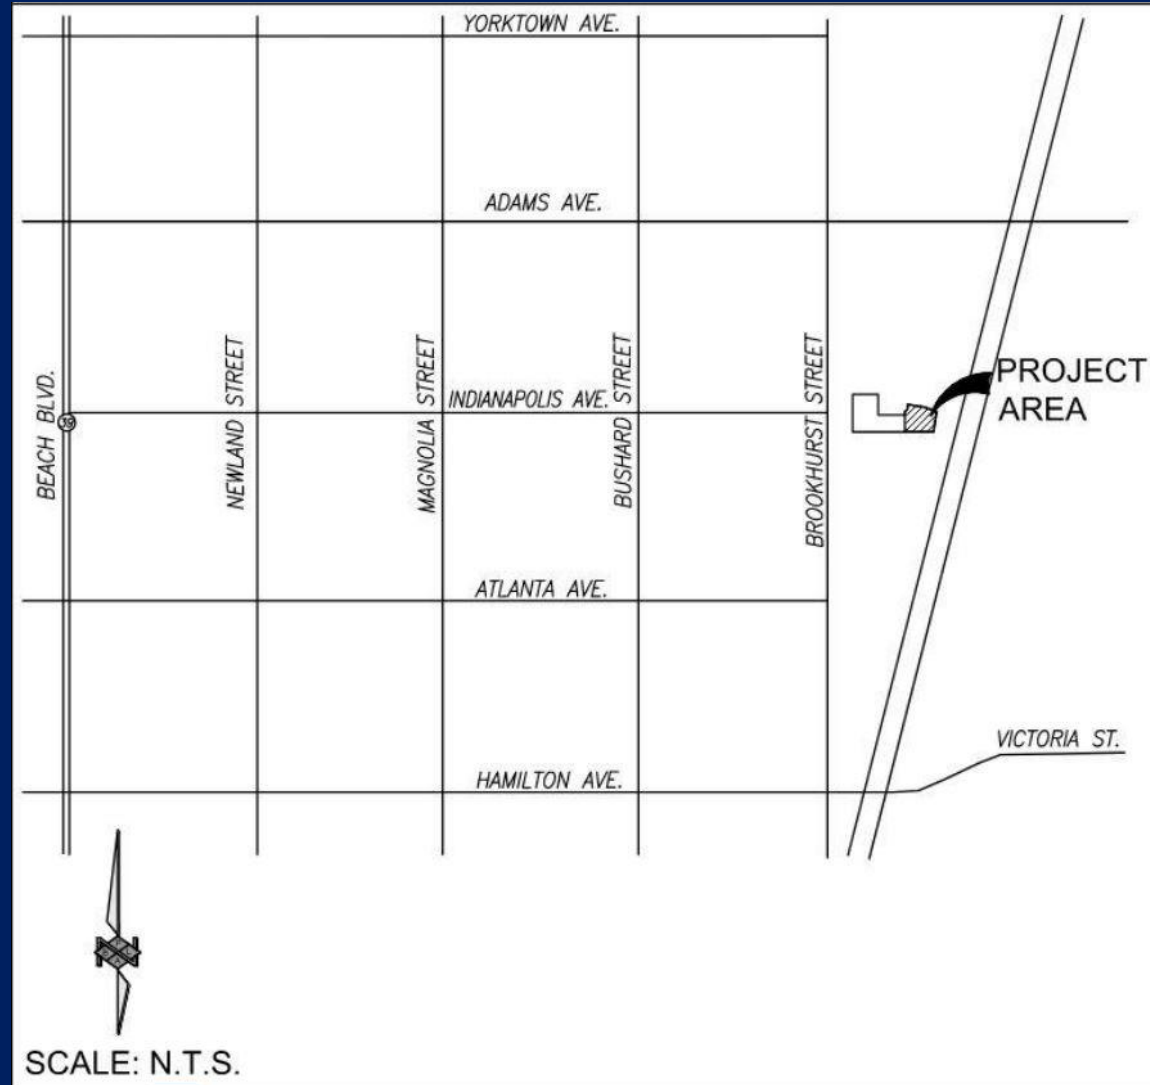 YORKTOWN AVE.
ADAMS AVE.
BEACH BLVD.
39
NEWLAND STREET
MAGNOLIA STREET
INDIANAPOLIS AVE.
BUSHARD STREET
BROOKHURST STREET
PROJECT
AREA
ATLANTA AVE.
VICTORIA ST.
HAMILTON AVE.
N
SCALE: N.T.S.